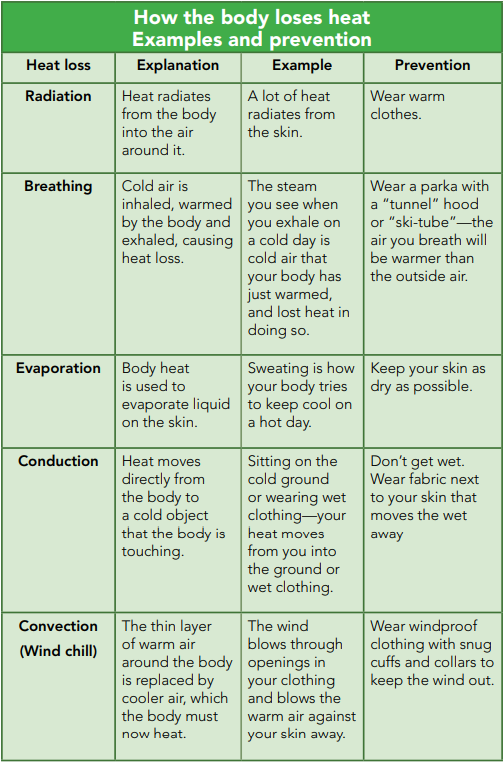 How the body loses heat
Examples and prevention
Heat loss
Explanation
Example
Prevention
Radiation
Heat radiates
from the body
into the air
around it.
A lot of heat
radiates from
the skin.
Wear warm
clothes.
Breathing
Cold air is
inhaled, warmed
by the body and
exhaled, causing
heat loss.
The steam
you see when
you exhale on
a cold day is
cold air that
your body has
just warmed,
and lost heat in
doing so.
Wear a parka with
a “tunnel” hood
or “ski-tube”—the
air you breath will
be warmer than
the outside air.
Evaporation
Body heat
is used to
evaporate liquid
on the skin.
Sweating is how
your body tries
to keep cool on
a hot day.
Keep your skin as
dry as possible.
Conduction
Heat moves
directly from
the body to
a cold object
that the body is
touching.
Sitting on the
cold ground
or wearing wet
clothing—your
heat moves
from you into
the ground or
wet clothing.
Don’t get wet.
Wear fabric next
to your skin that
moves the wet
away
Convection
(Wind chill)
The thin layer
of warm air
around the body
is replaced by
cooler air, which
the body must
now heat.
The wind
blows through
openings in
your clothing
and blows the
warm air against
your skin away.
Wear windproof
clothing with snug
cuffs and collars to
keep the wind out.